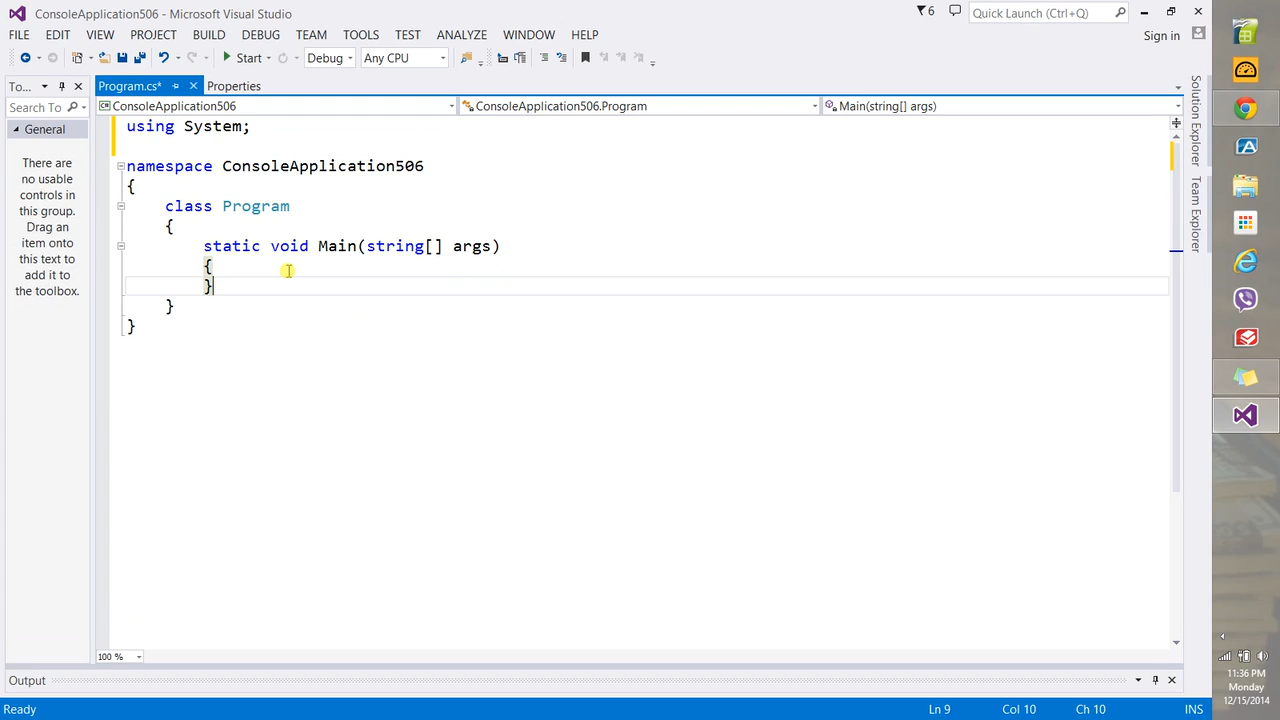 ConsoleApplication506 - Microsoft Visual Studio
6
Quick Launch (Ctrl+Q)
FILE EDIT VIEW PROJECT BUILD DEBUG TEAM TOOLS TEST ANALYZE WINDOW HELP
Sign in
Start Debug Any CPU
To...
Program.cs*
Properties
Search To
ConsoleApplication506
ConsoleApplication506.Program
Main(string[] args)
General
There are
no usable
controls in
this group.
Drag an
item onto
this text to
add it to
the toolbox.
using System;
namespace ConsoleApplication506
{
class Program
{
static void Main(string[] args)
{
}
}
}
Solution Explorer
Team Explorer
100 %
Output
Ready
Ln 9
Col 10
Ch 10
INS
11:36 PM
Monday
12/15/2014